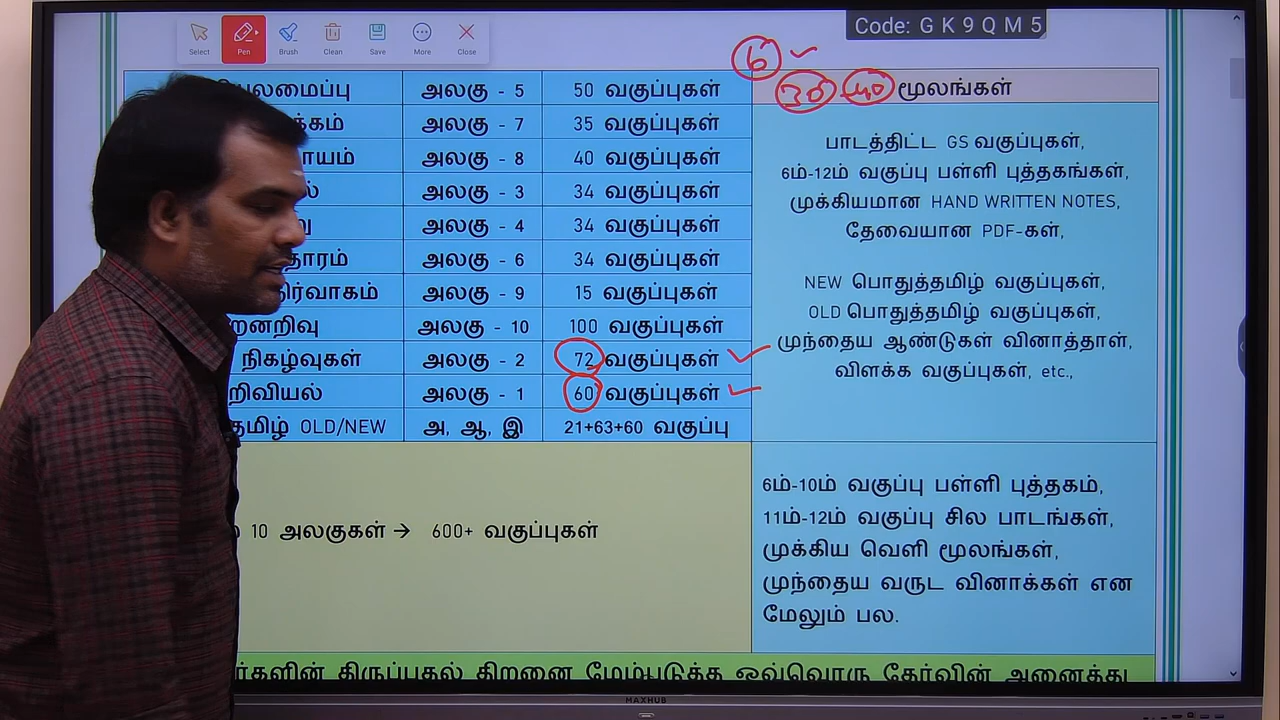 Code: G K 9 Q M 5
Select Pen Brush Clean Save More Close
6
30 40 மூலங்கள்
அலகு - 5 50 வகுப்புகள்
அலகு - 7 35 வகுப்புகள்
அலகு - 8 40 வகுப்புகள்
அலகு - 3 34 வகுப்புகள்
அலகு - 4 34 வகுப்புகள்
அலகு - 6 34 வகுப்புகள்
அலகு - 9 15 வகுப்புகள்
அலகு - 10 100 வகுப்புகள்
நிகழ்வுகள் அலகு - 2 72 வகுப்புகள்
அலகு - 1 60 வகுப்புகள்
OLD/NEW அ, ஆ, இ 21+63+60 வகுப்பு
பாடத்திட்ட GS வகுப்புகள்,
6ம்-12ம் வகுப்பு பள்ளி புத்தகங்கள்,
முக்கியமான HAND WRITTEN NOTES,
தேவையான PDF-கள்,
NEW பொதுத்தமிழ் வகுப்புகள்,
OLD பொதுத்தமிழ் வகுப்புகள்,
முந்தைய ஆண்டுகள் வினாத்தாள்,
விளக்க வகுப்புகள், etc.,
10 அலகுகள் → 600+ வகுப்புகள்
6ம்-10ம் வகுப்பு பள்ளி புத்தகம்,
11ம்-12ம் வகுப்பு சில பாடங்கள்,
முக்கிய வெளி மூலங்கள்,
முந்தைய வருட வினாக்கள் என
மேலும் பல.
MAXHUB